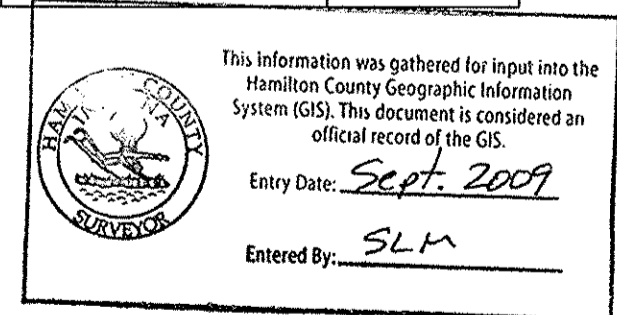 HAMILTON COUNTY
INDIANA
SURVEYOR
This information was gathered for input into the
Hamilton County Geographic Information
System (GIS). This document is considered an
official record of the GIS.
Entry Date: Sept. 2009
Entered By: SLM